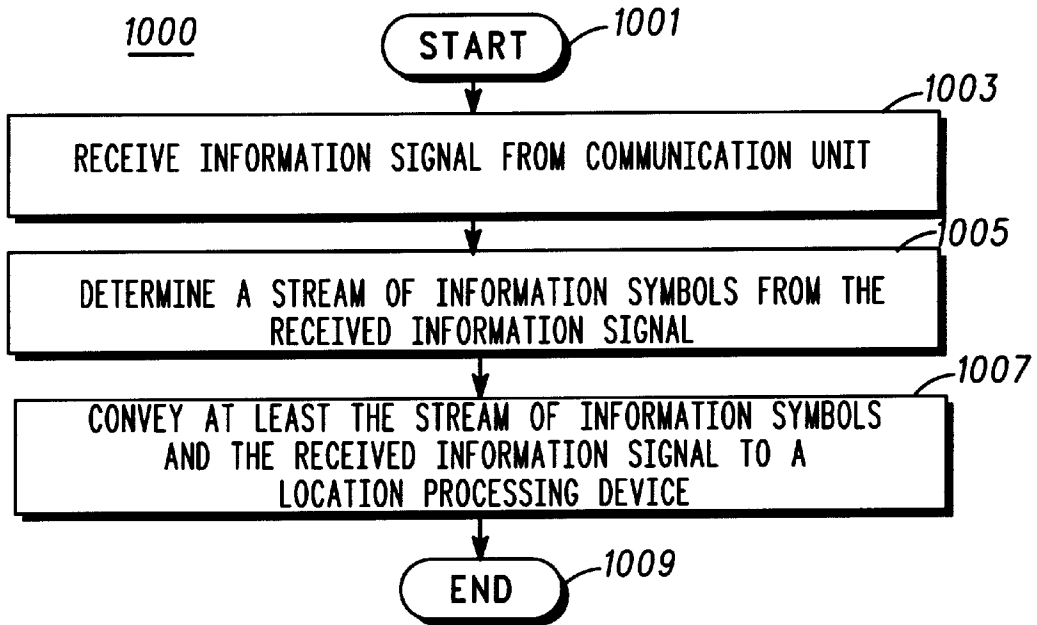 1000
START
1001
1003
RECEIVE INFORMATION SIGNAL FROM COMMUNICATION UNIT
1005
DETERMINE A STREAM OF INFORMATION SYMBOLS FROM THE
RECEIVED INFORMATION SIGNAL
1007
CONVEY AT LEAST THE STREAM OF INFORMATION SYMBOLS
AND THE RECEIVED INFORMATION SIGNAL TO A
LOCATION PROCESSING DEVICE
END
1009